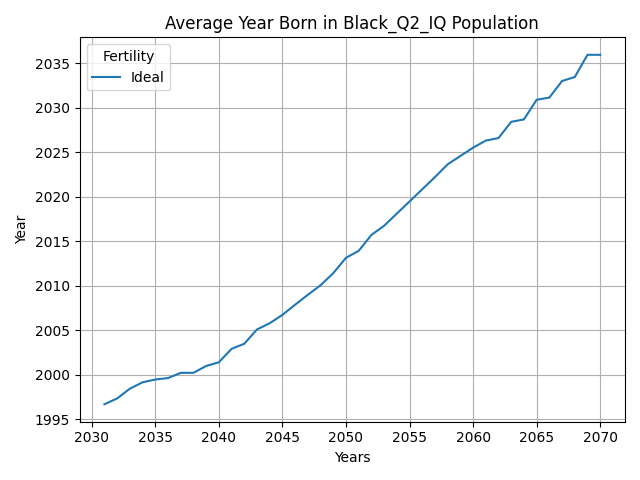 Average Year Born in Black_Q2_IQ Population
Fertility
Ideal
Year
2035
2030
2025
2020
2015
2010
2005
2000
1995
2030 2035 2040 2045 2050 2055 2060 2065 2070
Years